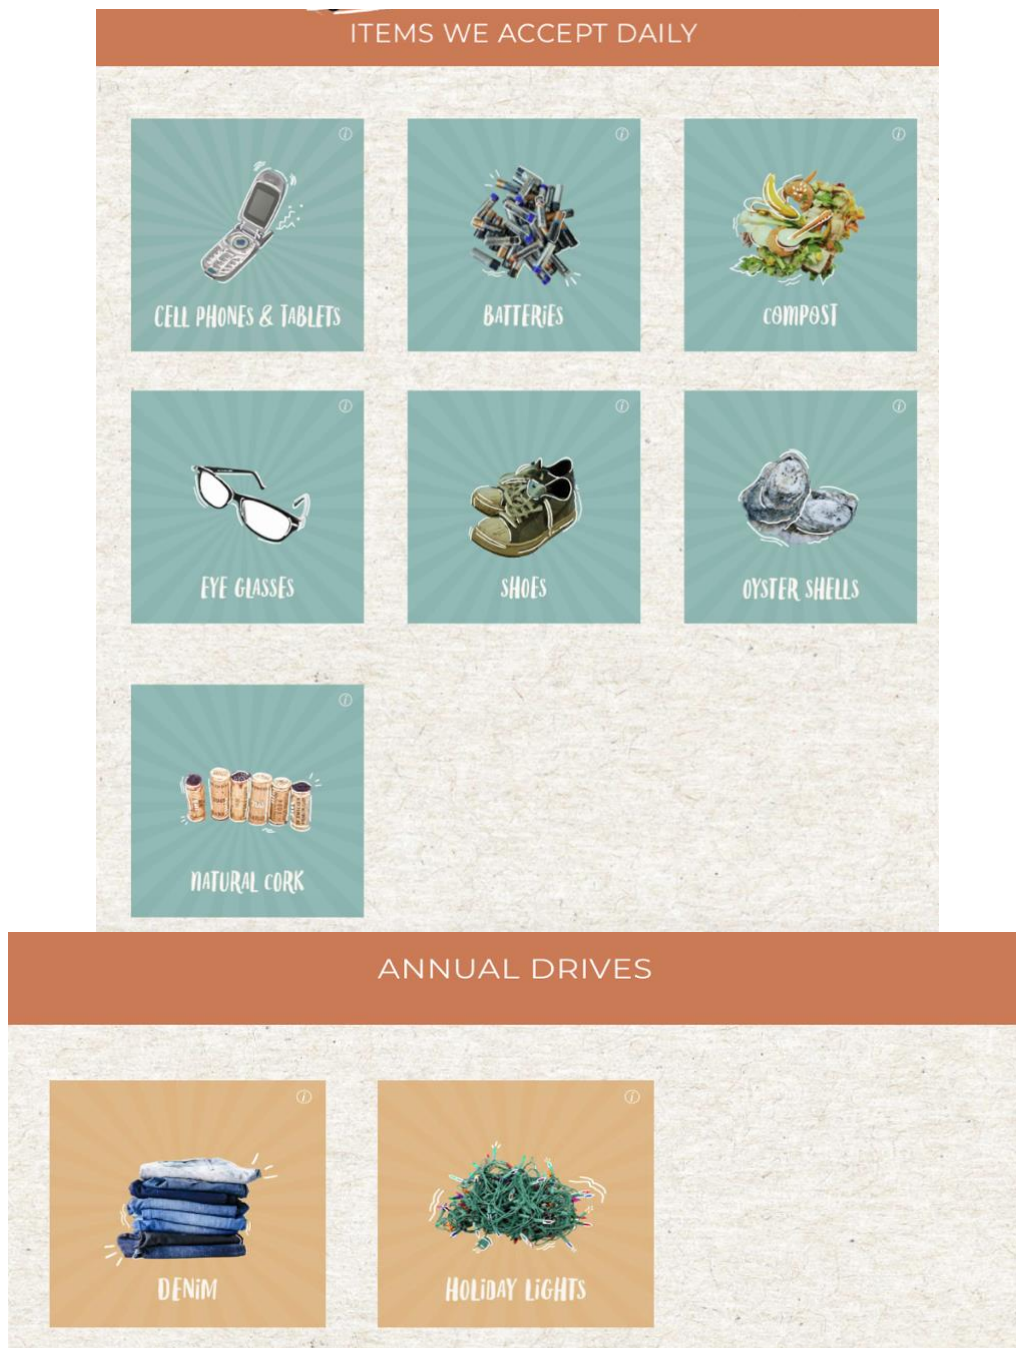 ITEMS WE ACCEPT DAILY
CELL PHONES & TABLETS
BATTERIES
COMPOST
EYE GLASSES
SHOES
OYSTER SHELLS
NATURAL CORK
ANNUAL DRIVES
DENIM
HOLIDAY LIGHTS